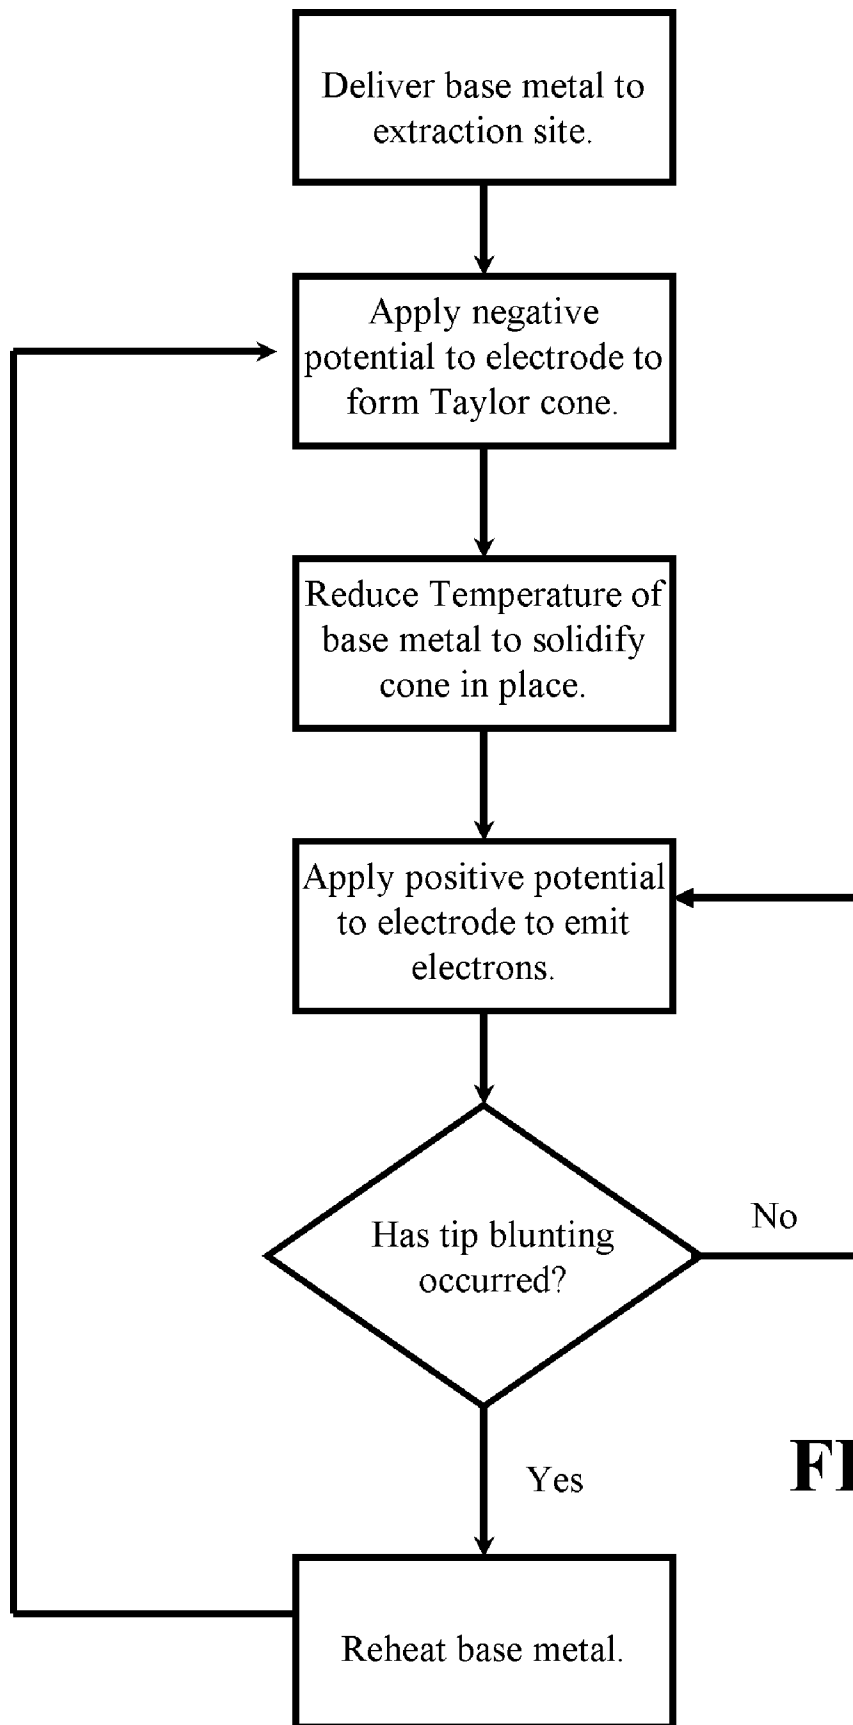 Deliver base metal to
extraction site.
Apply negative
potential to electrode to
form Taylor cone.
Reduce Temperature of
base metal to solidify
cone in place.
Apply positive potential
to electrode to emit
electrons.
Has tip blunting
occurred?
No
Yes
Reheat base metal.